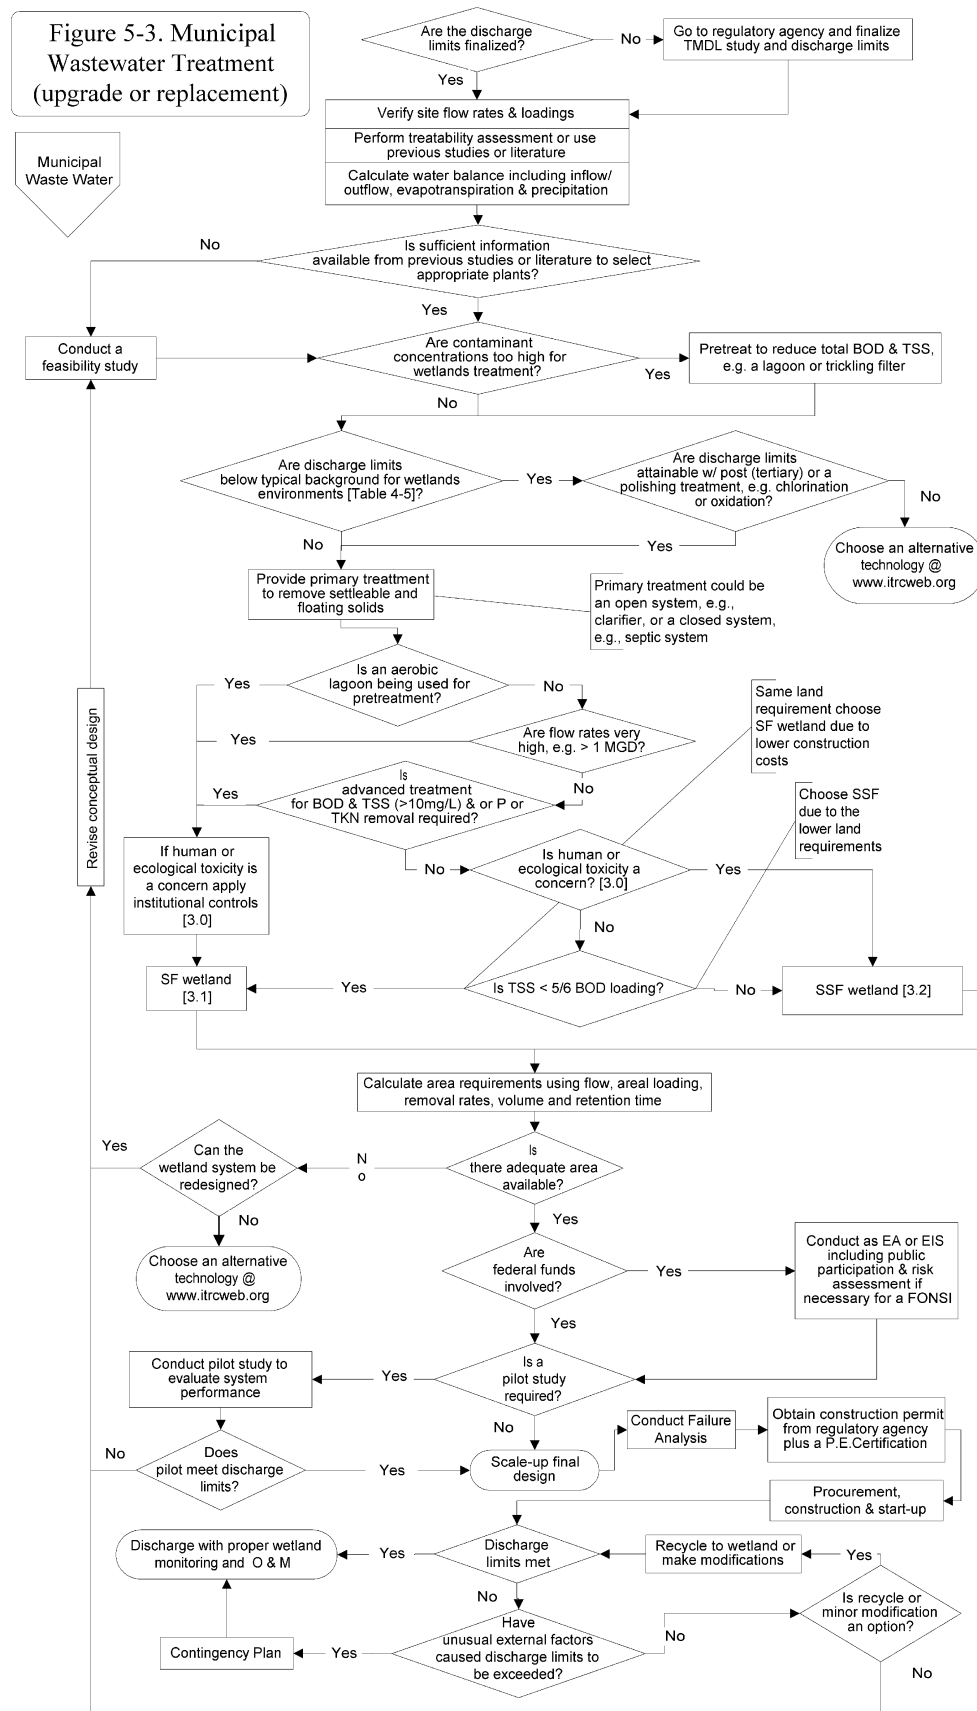 Figure 5-3. Municipal
Wastewater Treatment
(upgrade or replacement)
Are the discharge
limits finalized?
No
Go to regulatory agency and finalize
TMDL study and discharge limits
Yes
Verify site flow rates & loadings
Perform treatability assessment or use
previous studies or literature
Calculate water balance including inflow/
outflow, evapotranspiration & precipitation
Municipal
Waste Water
No
Is sufficient information
available from previous studies or literature to select
appropriate plants?
Yes
Conduct a
feasibility study
Are contaminant
concentrations too high for
wetlands treatment?
Yes
Pretreat to reduce total BOD & TSS,
e.g. a lagoon or trickling filter
No
Are discharge limits
below typical background for wetlands
environments [Table 4-5]?
Yes
Are discharge limits
attainable w/ post (tertiary) or a
polishing treatment, e.g. chlorination
or oxidation?
No
No
Yes
Choose an alternative
technology @
www.itrcweb.org
Provide primary treattment
to remove settleable and
floating solids
Primary treatment could be
an open system, e.g.,
clarifier, or a closed system,
e.g., septic system
Is an aerobic
lagoon being used for
pretreatment?
Yes
No
Same land
requirement choose
SF wetland due to
lower construction
costs
Are flow rates very
high, e.g. > 1 MGD?
Yes
No
Is
advanced treatment
for BOD & TSS (>10mg/L) & or P or
TKN removal required?
Yes
Choose SSF
due to the
lower land
requirements
Revise conceptual design
If human or
ecological toxicity is
a concern apply
institutional controls
[3.0]
No
Is human or
ecological toxicity a
concern? [3.0]
Yes
No
SF wetland
[3.1]
Yes
Is TSS < 5/6 BOD loading?
No
SSF wetland [3.2]
Calculate area requirements using flow, areal loading,
removal rates, volume and retention time
Yes
Can the
wetland system be
redesigned?
N
o
Is
there adequate area
available?
No
Yes
Choose an alternative
technology @
www.itrcweb.org
Are
federal funds
involved?
Yes
Conduct as EA or EIS
including public
participation & risk
assessment if
necessary for a FONSI
Yes
Conduct pilot study to
evaluate system
performance
Yes
Is a
pilot study
required?
No
No
Does
pilot meet discharge
limits?
Yes
Scale-up final
design
Conduct Failure
Analysis
Obtain construction permit
from regulatory agency
plus a P.E.Certification
Procurement,
construction & start-up
Discharge with proper wetland
monitoring and O & M
Yes
Discharge
limits met
Recycle to wetland or
make modifications
Yes
No
Is recycle or
minor modification
an option?
Contingency Plan
Yes
Have
unusual external factors
caused discharge limits to
be exceeded?
No
No